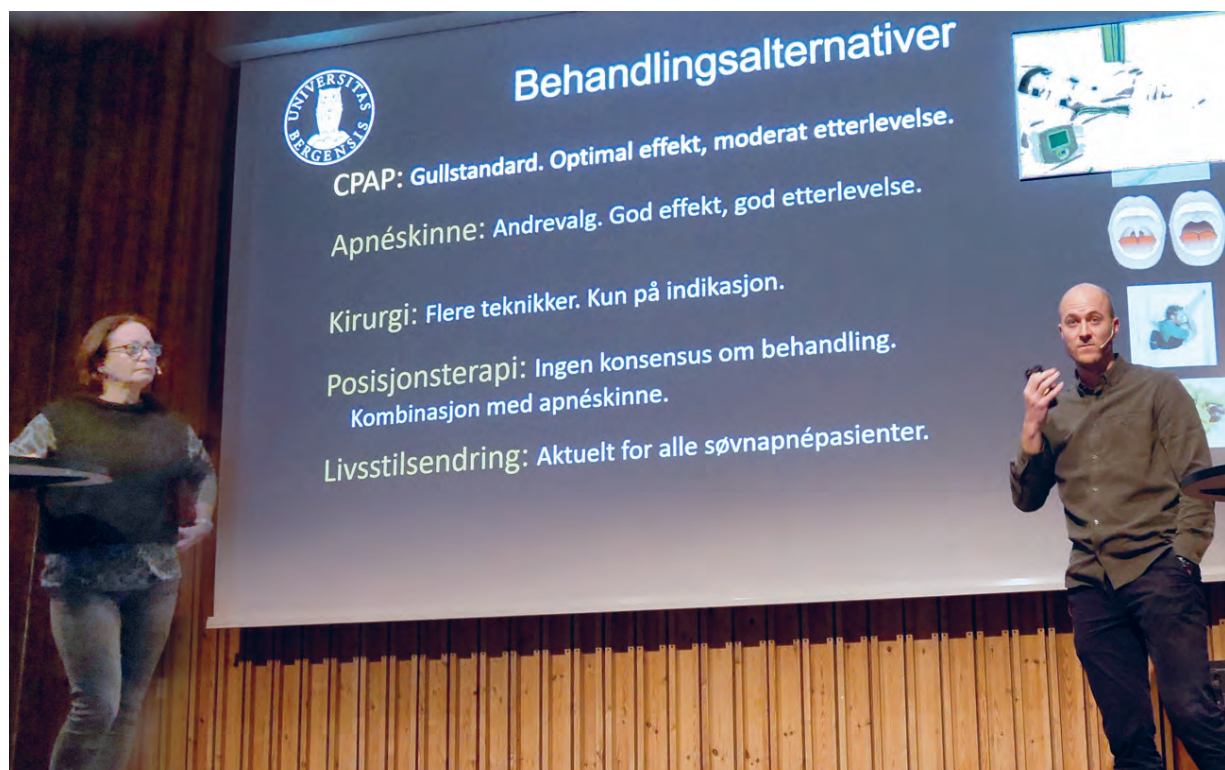 Behandlingsalternativer
UNIVERSITAS
BERGENSIS
CPAP: Gullstandard. Optimal effekt, moderat etterlevelse.
Apnéskinne: Andrevalg. God effekt, god etterlevelse.
Kirurgi: Flere teknikker. Kun på indikasjon.
Posisjonsterapi: Ingen konsensus om behandling.
Kombinasjon med apnéskinne.
Livsstilsendring: Aktuelt for alle søvnapnépasienter.